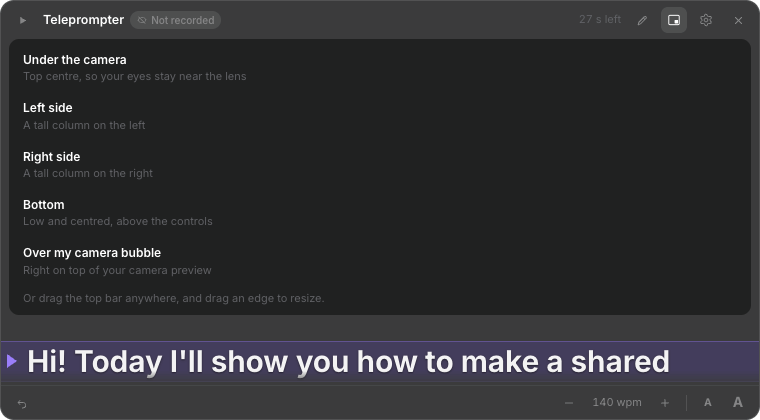 Teleprompter Not recorded 27 s left
Under the camera
Top centre, so your eyes stay near the lens
Left side
A tall column on the left
Right side
A tall column on the right
Bottom
Low and centred, above the controls
Over my camera bubble
Right on top of your camera preview
Or drag the top bar anywhere, and drag an edge to resize.
Hi! Today I'll show you how to make a shared
140 wpm A A